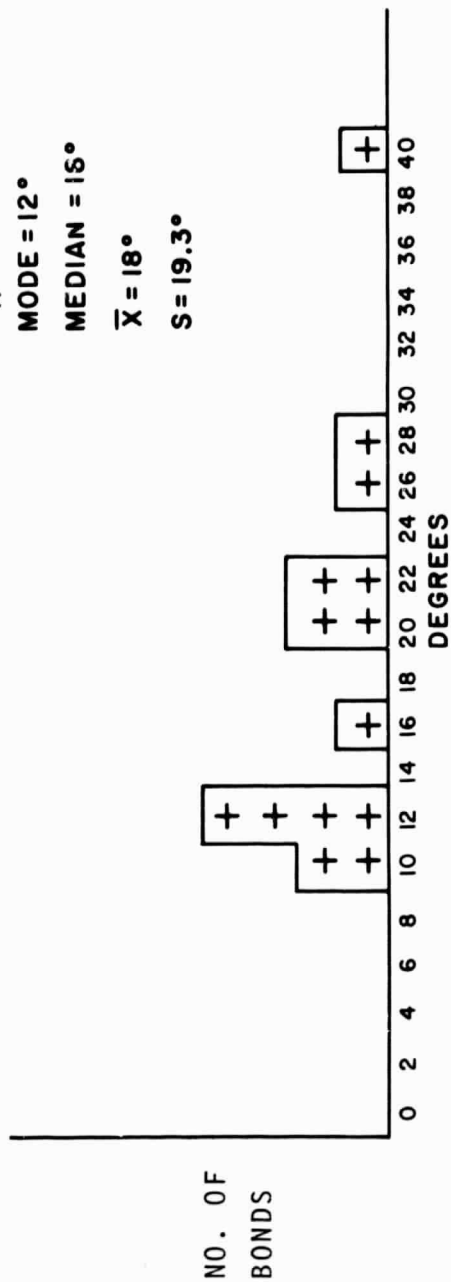 MODE = 12°
MEDIAN = 16°
X̄ = 18°
S = 19.3°
NO. OF
BONDS
0 2 4 6 8 10 12 14 16 18 20 22 24 26 28 30 32 34 36 38 40
DEGREES